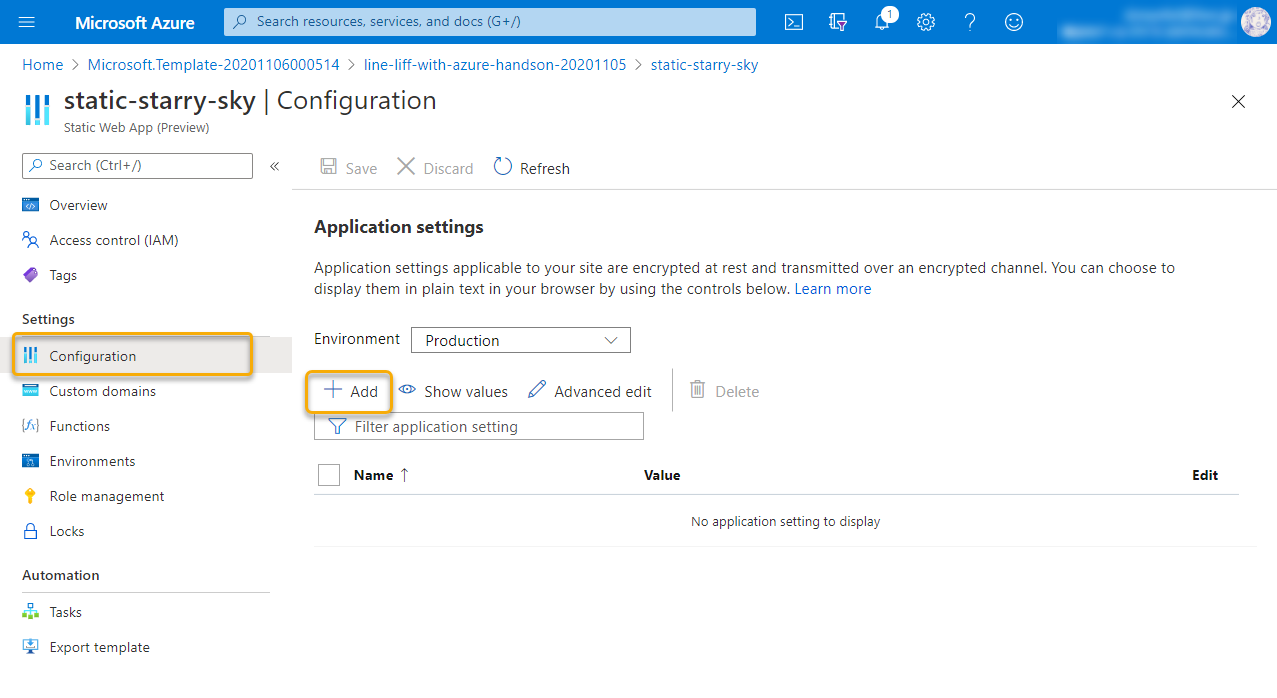 Microsoft Azure
Search resources, services, and docs (G+/)
1
Home > Microsoft.Template-20201106000514 > line-liff-with-azure-handson-20201105 > static-starry-sky
static-starry-sky | Configuration
Static Web App (Preview)
Search (Ctrl+/)
«
Overview
Access control (IAM)
Tags
Settings
Configuration
Custom domains
Functions
Environments
Role management
Locks
Automation
Tasks
Export template
Save
Discard
Refresh
Application settings
Application settings applicable to your site are encrypted at rest and transmitted over an encrypted channel. You can choose to
display them in plain text in your browser by using the controls below. Learn more
Environment
Production
Add
Show values
Advanced edit
Delete
Filter application setting
Name ↑
Value
Edit
No application setting to display